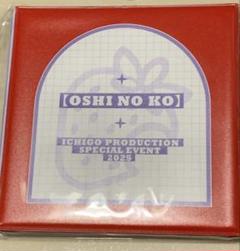 【OSHI NO KO】
ICHIGO PRODUCTION
SPECIAL EVENT
2025